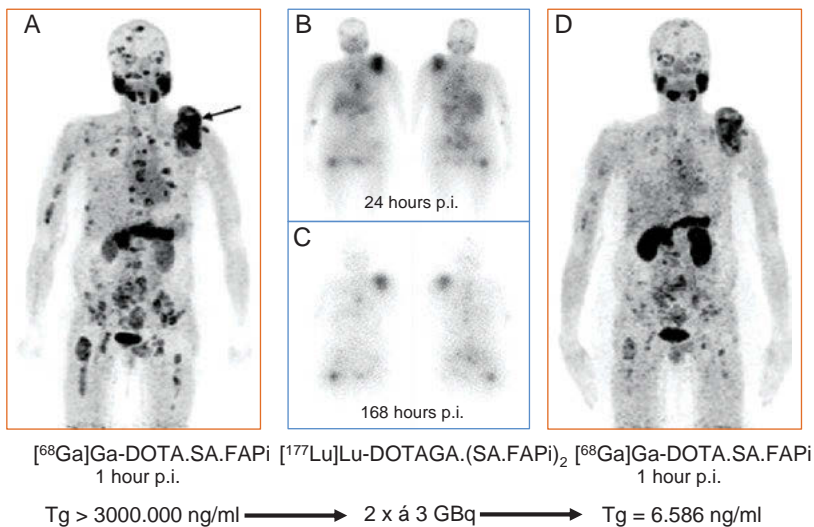 A
B
D
24 hours p.i.
C
168 hours p.i.
[⁶⁸Ga]Ga-DOTA.SA.FAPi [¹⁷⁷Lu]Lu-DOTAGA.(SA.FAPi)₂ [⁶⁸Ga]Ga-DOTA.SA.FAPi
1 hour p.i. 1 hour p.i.
Tg > 3000.000 ng/ml 2 x á 3 GBq Tg = 6.586 ng/ml